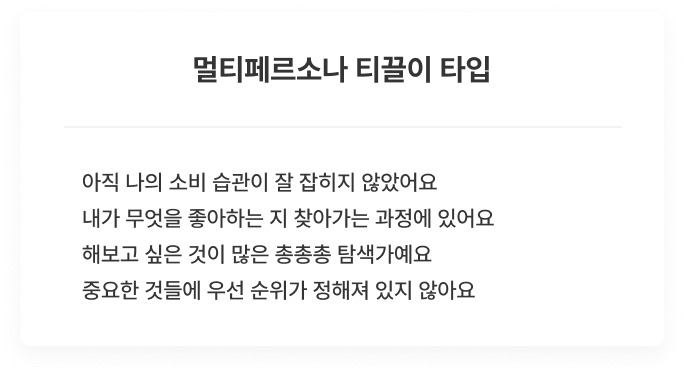 멀티페르소나 티끌이 타입
아직 나의 소비 습관이 잘 잡히지 않았어요
내가 무엇을 좋아하는 지 찾아가는 과정에 있어요
해보고 싶은 것이 많은 총총총 탐색가예요
중요한 것들에 우선 순위가 정해져 있지 않아요